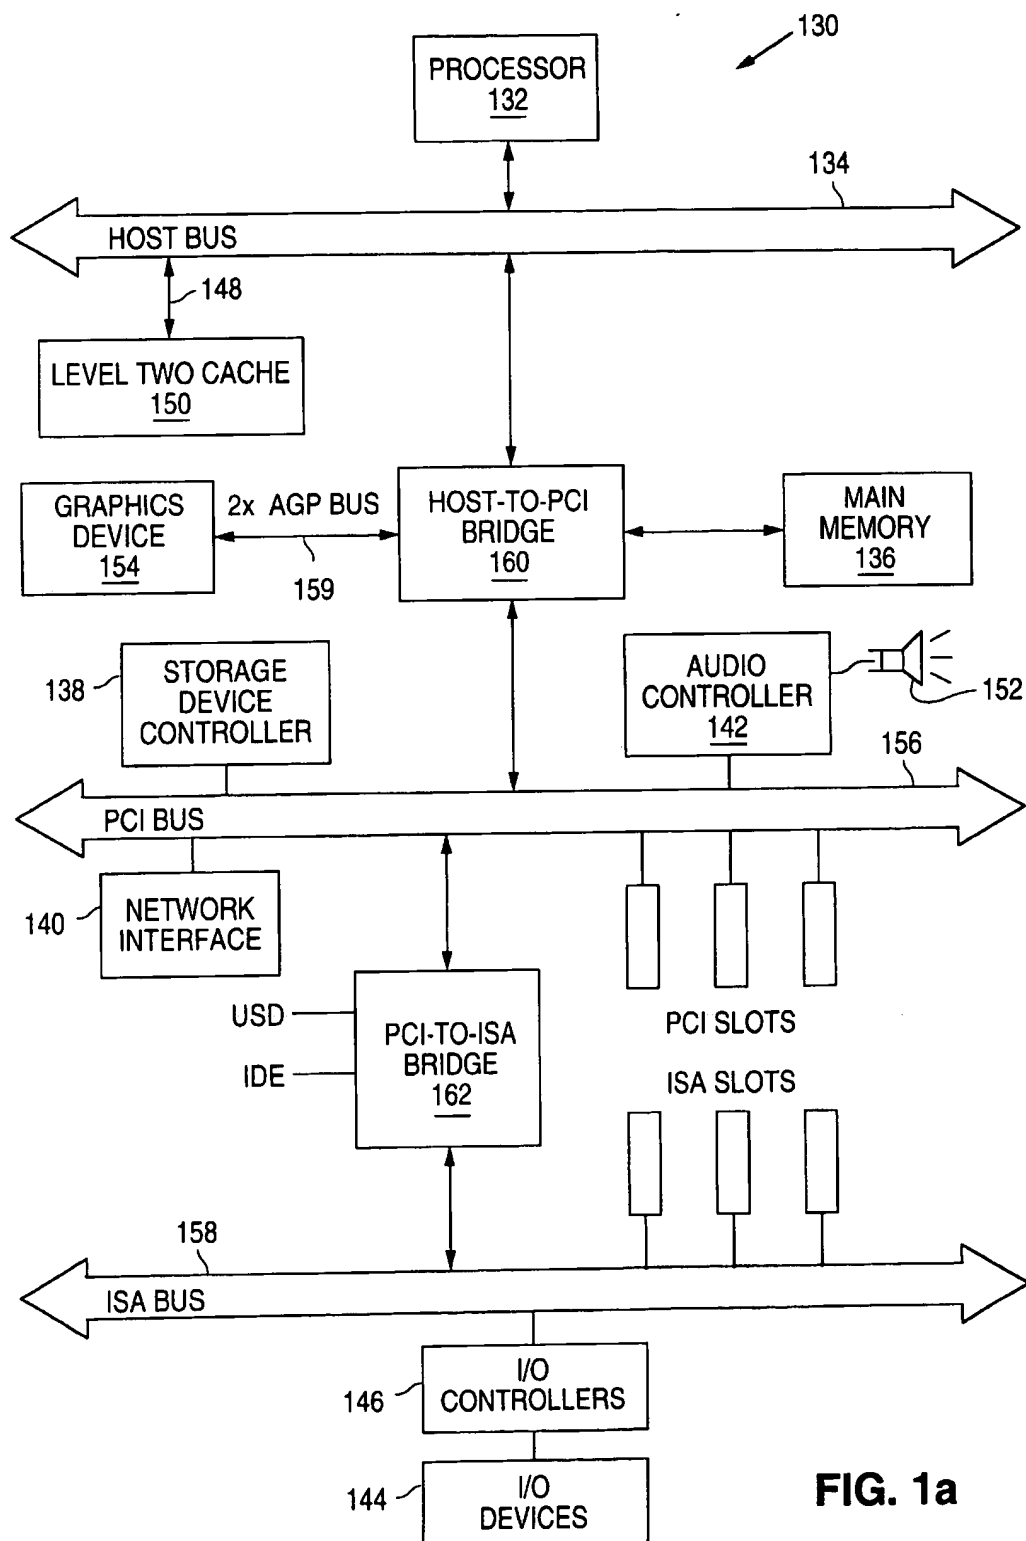 130
PROCESSOR
132
134
HOST BUS
148
LEVEL TWO CACHE
150
GRAPHICS
DEVICE
154
2x AGP BUS
159
HOST-TO-PCI
BRIDGE
160
MAIN
MEMORY
136
138
STORAGE
DEVICE
CONTROLLER
AUDIO
CONTROLLER
142
152
156
PCI BUS
140
NETWORK
INTERFACE
USD
IDE
PCI-TO-ISA
BRIDGE
162
PCI SLOTS
ISA SLOTS
158
ISA BUS
146
I/O
CONTROLLERS
144
I/O
DEVICES
FIG. 1a